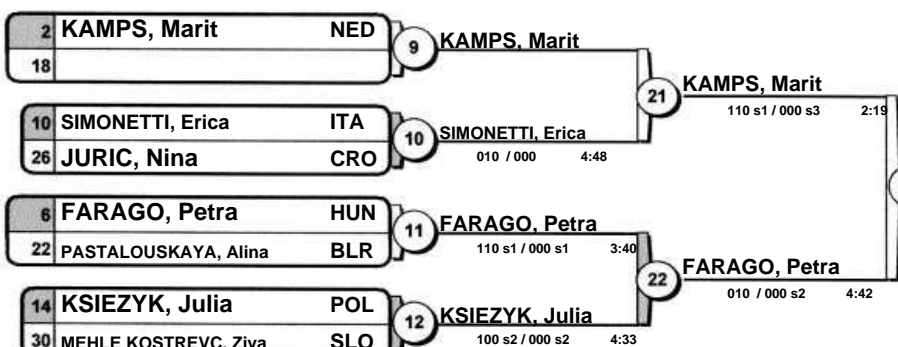 2 KAMPS, Marit NED
18
9 KAMPS, Marit
10 SIMONETTI, Erica ITA
26 JURIC, Nina CRO
10 SIMONETTI, Erica
010 / 000 4:48
21 KAMPS, Marit
110 s1 / 000 s3 2:19
6 FARAGO, Petra HUN
22 PASTALOUSKAYA, Alina BLR
11 FARAGO, Petra
110 s1 / 000 s1 3:40
14 KSIEZYK, Julia POL
30 MEHLE KOSTREVC, Ziva SLO
12 KSIEZYK, Julia
100 s2 / 000 s2 4:33
22 FARAGO, Petra
010 / 000 s2 4:42